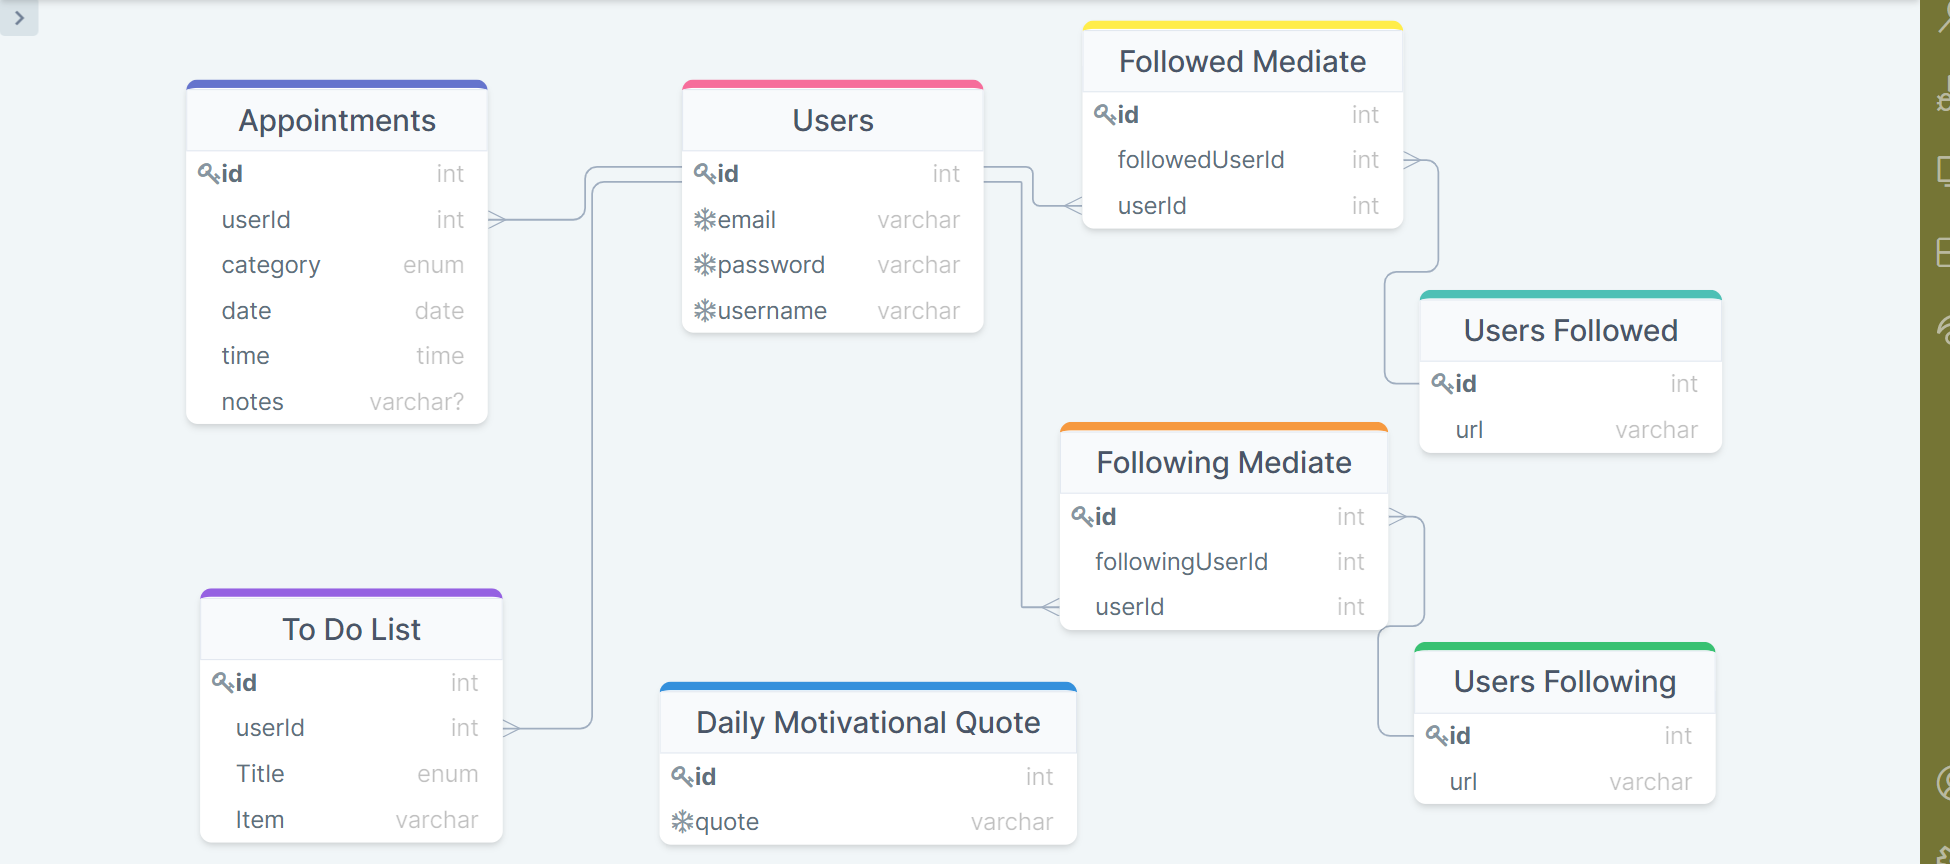 Appointments
id int
userId int
category enum
date date
time time
notes varchar?
Users
id int
email varchar
password varchar
username varchar
Followed Mediate
id int
followedUserId int
userId int
Users Followed
id int
url varchar
Following Mediate
id int
followingUserId int
userId int
Users Following
id int
url varchar
To Do List
id int
userId int
Title enum
Item varchar
Daily Motivational Quote
id int
quote varchar